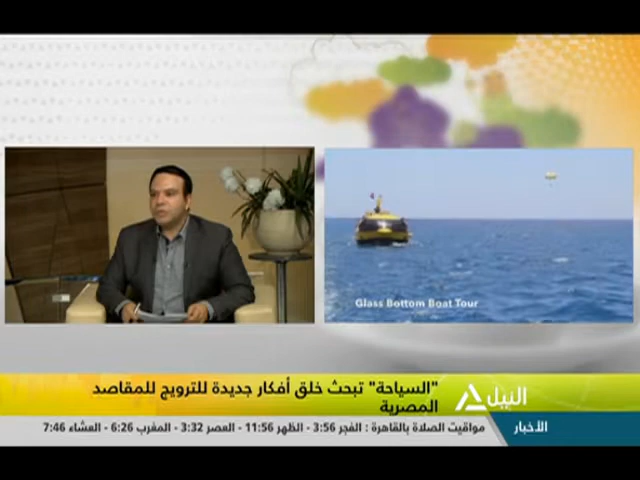 Glass Bottom Boat Tour
النيل
"السياحة" تبحث خلق أفكار جديدة للترويج للمقاصد
المصرية
الأخبار
مواقيت الصلاة بالقاهرة : الفجر 3:56 - الظهر 11:56 - العصر 3:32 - المغرب 6:26 - العشاء 7:46